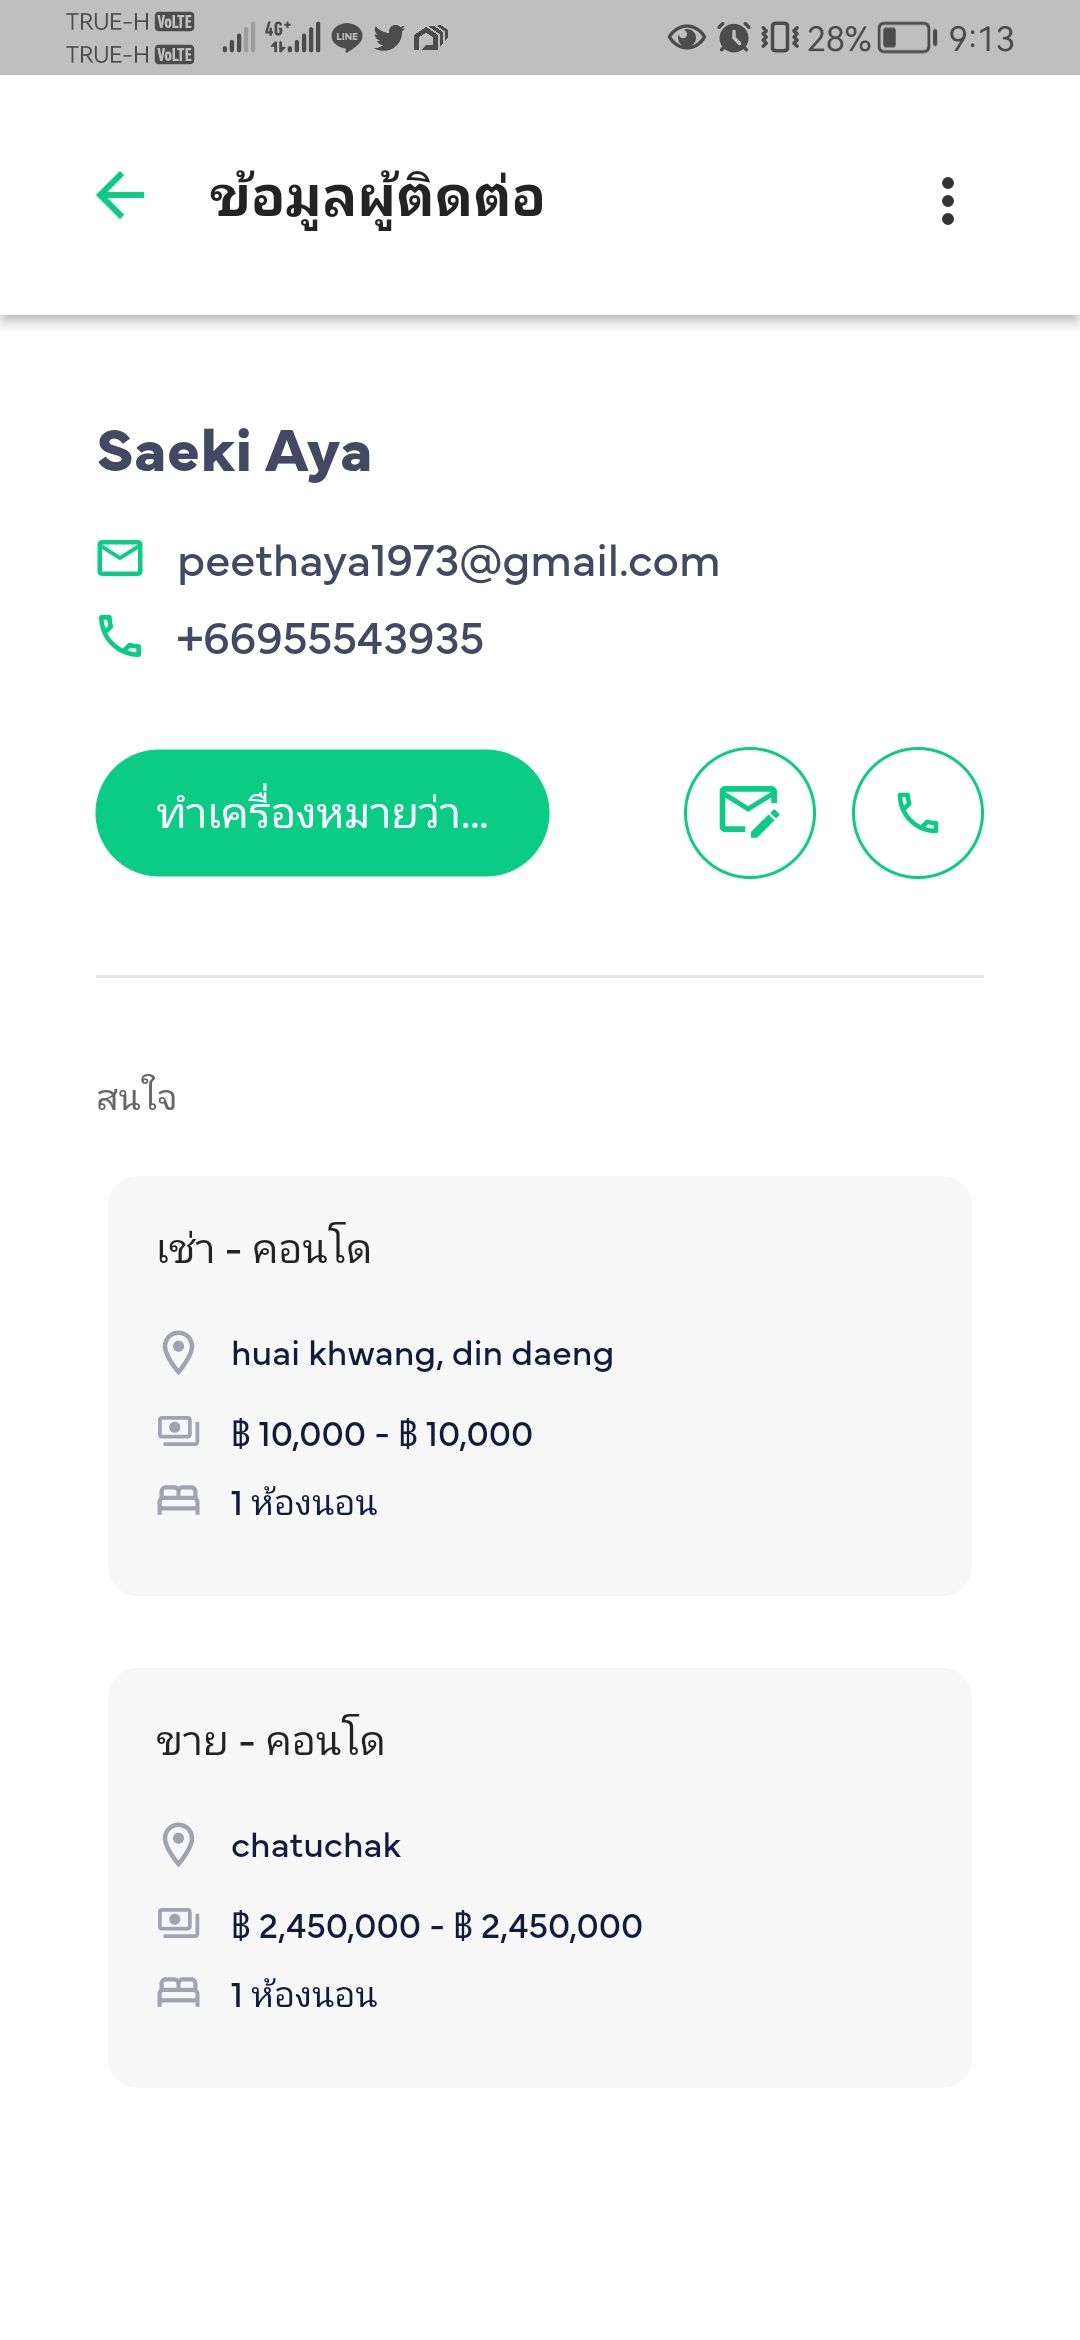 TRUE-H VoLTE 4G+ LINE 28% 9:13
TRUE-H VoLTE
ข้อมูลผู้ติดต่อ
Saeki Aya
peethaya1973@gmail.com
+66955543935
ทำเครื่องหมายว่า...
สนใจ
เช่า - คอนโด
huai khwang, din daeng
฿ 10,000 - ฿ 10,000
1 ห้องนอน
ขาย - คอนโด
chatuchak
฿ 2,450,000 - ฿ 2,450,000
1 ห้องนอน